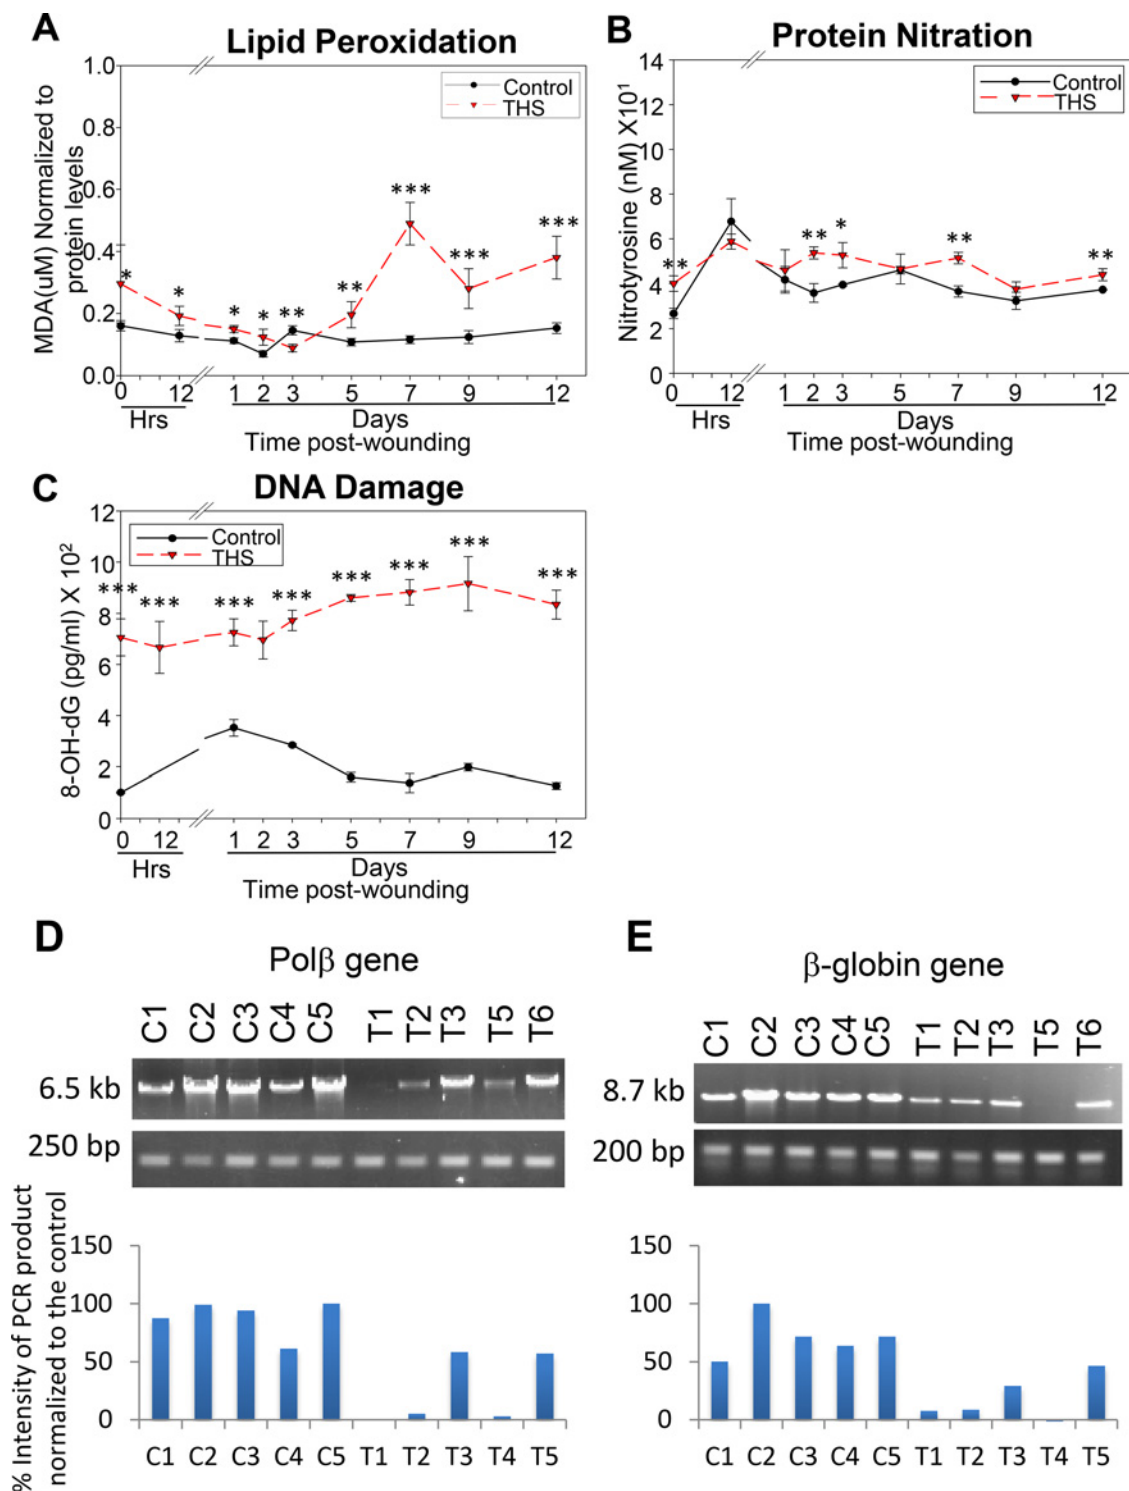 A
Lipid Peroxidation
MDA(uM) Normalized to
protein levels
1.0
0.8
0.6
0.4
0.2
0.0
Control
THS
*
*
*
*
**
**
***
***
***
0 12 1 2 3 5 7 9 12
Hrs Days
Time post-wounding
B
Protein Nitration
Nitrotyrosine (nM) X10¹
14
12
10
8
6
4
2
0
Control
THS
**
**
*
**
**
0 12 1 2 3 5 7 9 12
Hrs Days
Time post-wounding
C
DNA Damage
8-OH-dG (pg/ml) X 10²
12
10
8
6
4
2
0
Control
THS
***
***
***
***
***
***
***
***
0 12 1 2 3 5 7 9 12
Hrs Days
Time post-wounding
D
Polβ gene
C1 C2 C3 C4 C5 T1 T2 T3 T5 T6
6.5 kb
250 bp
% Intensity of PCR product
normalized to the control
150
100
50
0
C1 C2 C3 C4 C5 T1 T2 T3 T4 T5
E
β-globin gene
C1 C2 C3 C4 C5 T1 T2 T3 T5 T6
8.7 kb
200 bp
150
100
50
0
C1 C2 C3 C4 C5 T1 T2 T3 T4 T5